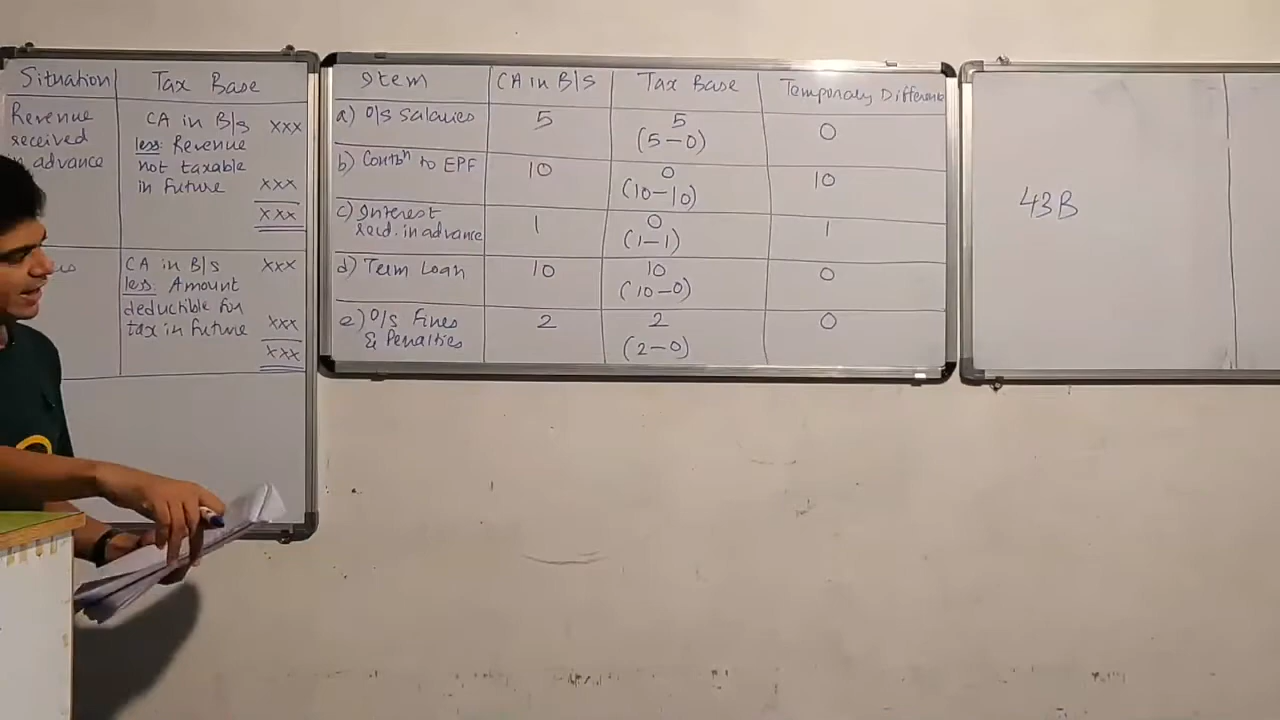 Situation Tax Base
Revenue
received
in advance
CA in B/s xxx
less: Revenue
not taxable
in future xxx
xxx
CA in B/s xxx
less: Amount
deductible for
tax in future xxx
xxx
Item CA in B/S Tax Base Temporary Difference
a) O/s Salaries 5 5 0
(5-0)
b) Contbn to EPF 10 0 10
(10-10)
c) Interest 1 0 1
recd. in advance (1-1)
d) Term Loan 10 10 0
(10-0)
e) O/s Fines 2 2 0
& Penalties (2-0)
43B